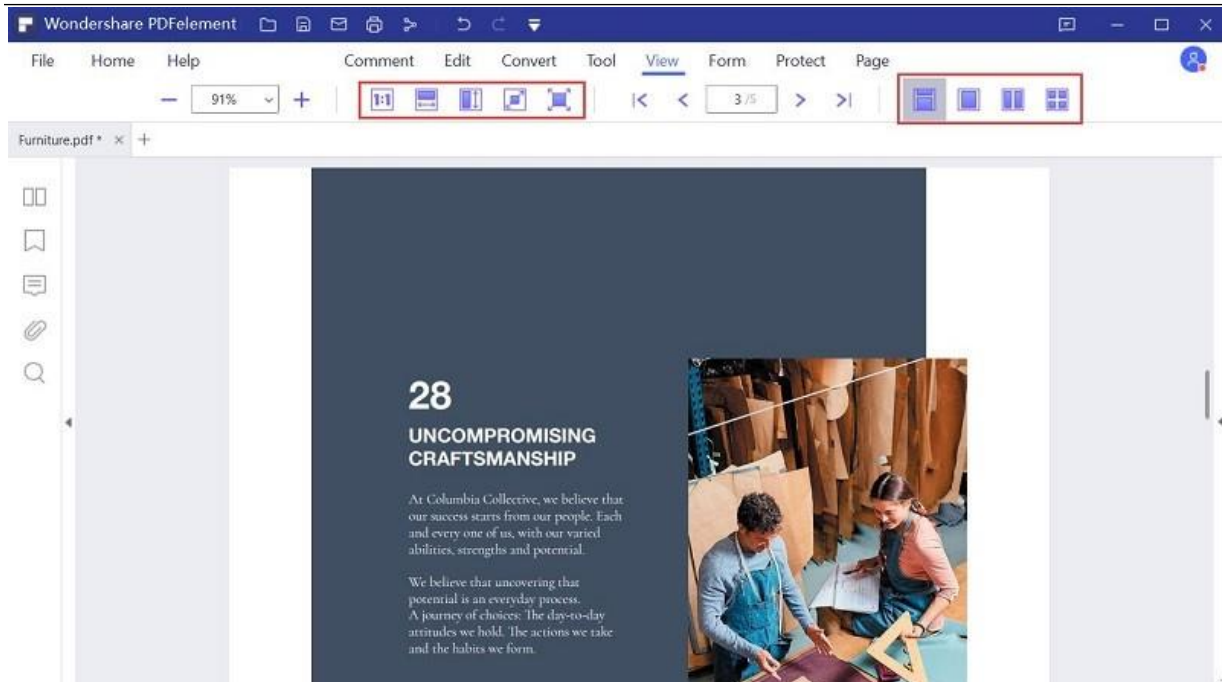 Wondershare PDFelement
File Home Help Comment Edit Convert Tool View Form Protect Page
91% 1:1 3 /5
Furniture.pdf *
28
UNCOMPROMISING
CRAFTSMANSHIP
At Columbia Collective, we believe that
our success starts from our people. Each
and every one of us, with our varied
abilities, strengths and potential.
We believe that uncovering that
potential is an everyday process.
A journey of choices: The day-to-day
attitudes we hold. The actions we take
and the habits we form.